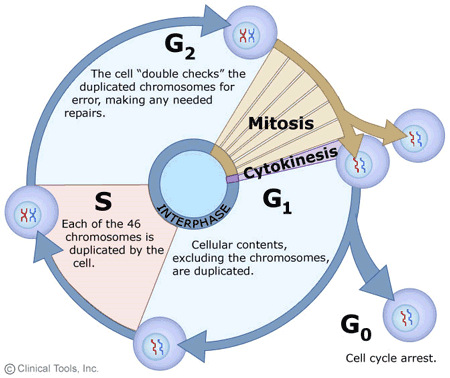 G2
The cell “double checks” the
duplicated chromosomes for
error, making any needed
repairs.
Mitosis
Cytokinesis
S
Each of the 46
chromosomes is
duplicated by the
cell.
INTERPHASE
G1
Cellular contents,
excluding the chromosomes,
are duplicated.
G0
Cell cycle arrest.
© Clinical Tools, Inc.